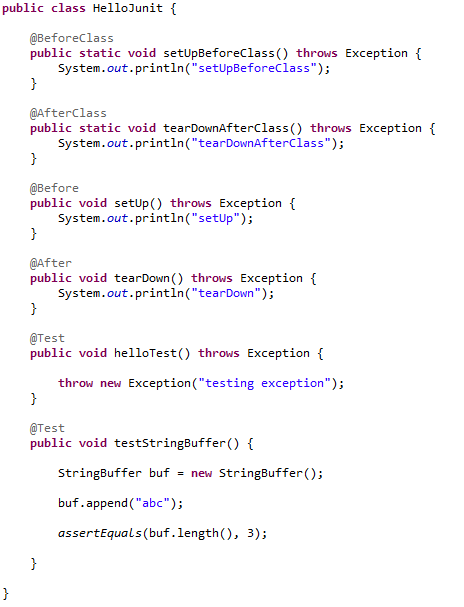 public class HelloJunit {
@BeforeClass
public static void setUpBeforeClass() throws Exception {
System.out.println("setUpBeforeClass");
}
@AfterClass
public static void tearDownAfterClass() throws Exception {
System.out.println("tearDownAfterClass");
}
@Before
public void setUp() throws Exception {
System.out.println("setUp");
}
@After
public void tearDown() throws Exception {
System.out.println("tearDown");
}
@Test
public void helloTest() throws Exception {
throw new Exception("testing exception");
}
@Test
public void testStringBuffer() {
StringBuffer buf = new StringBuffer();
buf.append("abc");
assertEquals(buf.length(), 3);
}
}